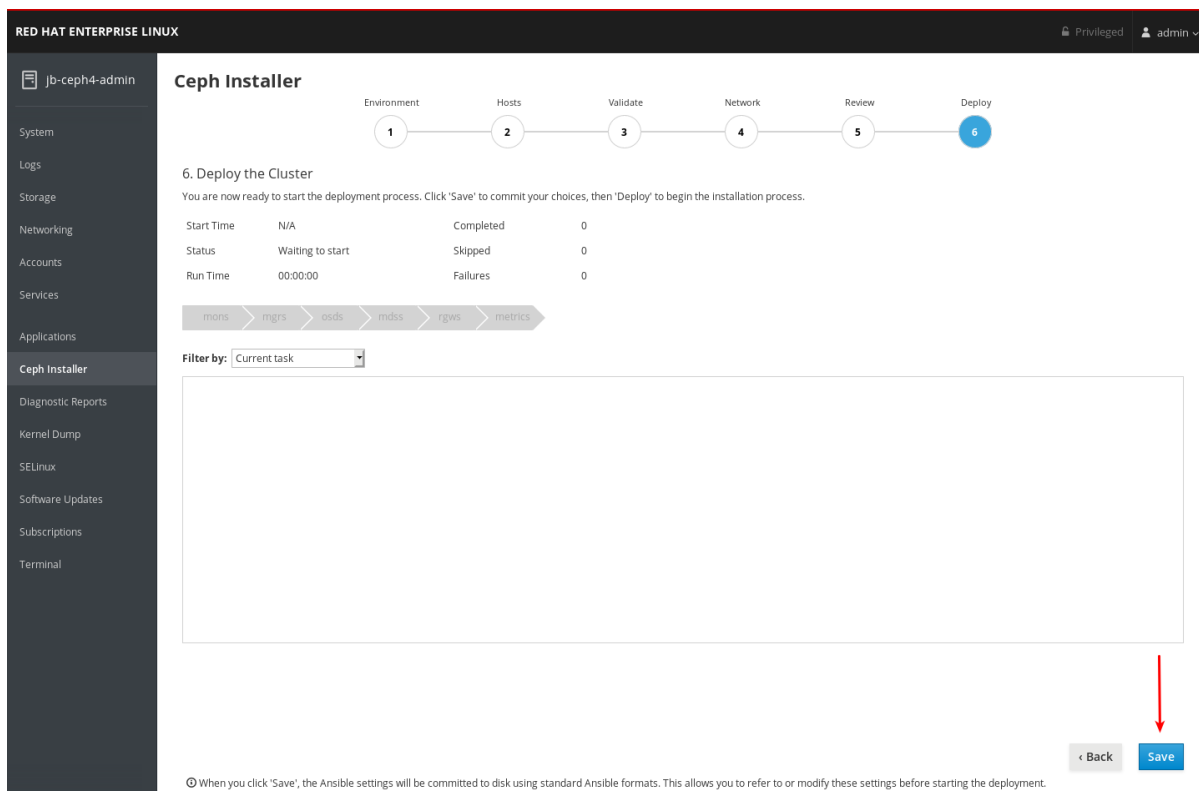 RED HAT ENTERPRISE LINUX
Privileged
admin
jb-ceph4-admin
System
Logs
Storage
Networking
Accounts
Services
Applications
Ceph Installer
Diagnostic Reports
Kernel Dump
SELinux
Software Updates
Subscriptions
Terminal
Ceph Installer
Environment Hosts Validate Network Review Deploy
1 2 3 4 5 6
6. Deploy the Cluster
You are now ready to start the deployment process. Click 'Save' to commit your choices, then 'Deploy' to begin the installation process.
Start Time N/A Completed 0
Status Waiting to start Skipped 0
Run Time 00:00:00 Failures 0
mons mgrs osds mdss rgws metrics
Filter by: Current task
‹ Back Save
When you click 'Save', the Ansible settings will be committed to disk using standard Ansible formats. This allows you to refer to or modify these settings before starting the deployment.